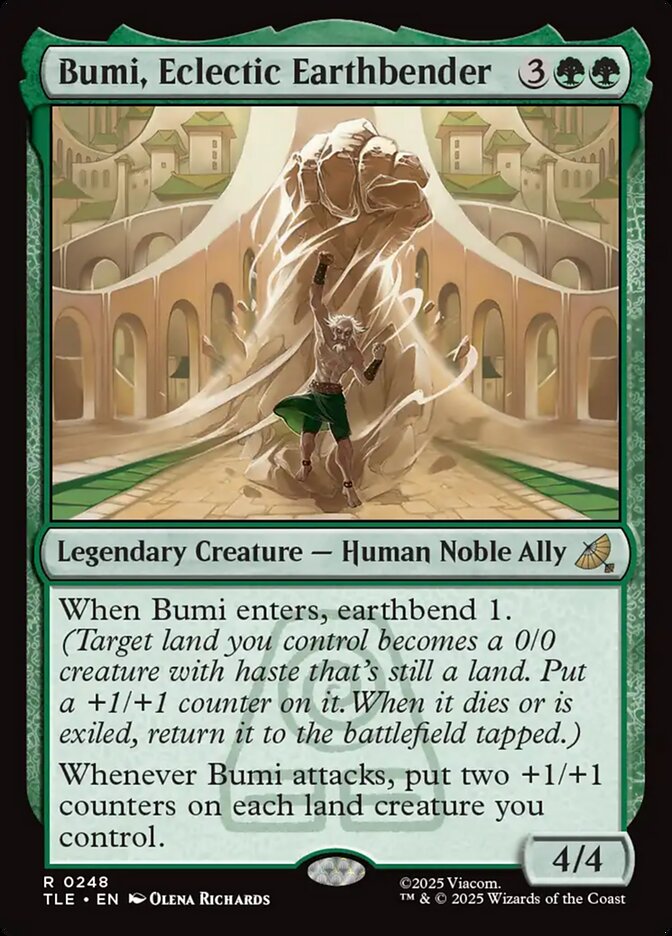 Bumi, Eclectic Earthbender 3
Legendary Creature — Human Noble Ally
When Bumi enters, earthbend 1.
(Target land you control becomes a 0/0
creature with haste that's still a land. Put
a +1/+1 counter on it. When it dies or is
exiled, return it to the battlefield tapped.)
Whenever Bumi attacks, put two +1/+1
counters on each land creature you
control.
4/4
R 0248
TLE • EN Olena Richards
©2025 Viacom.
™ & © 2025 Wizards of the Coast